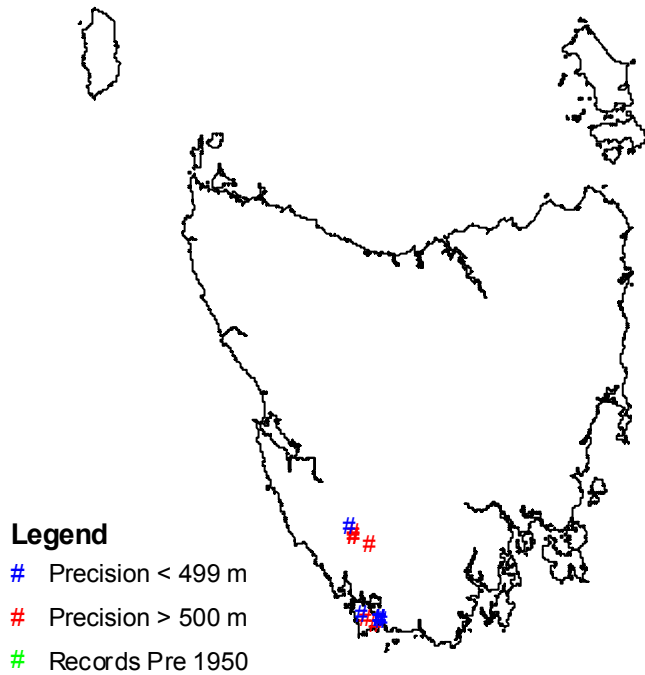 Legend
# Precision < 499 m
# Precision > 500 m
# Records Pre 1950